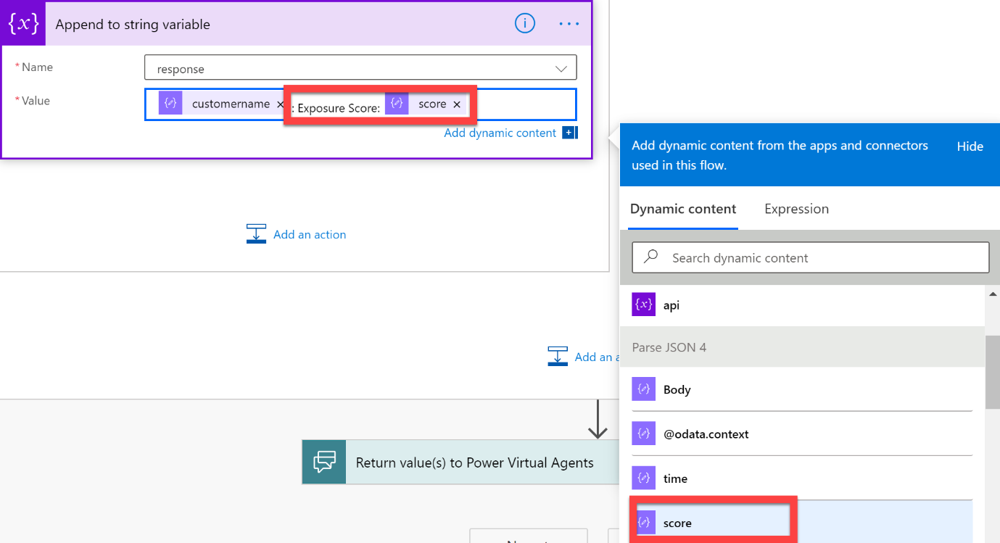 {x} Append to string variable
* Name
response
* Value
customername × : Exposure Score: score ×
Add dynamic content
Add dynamic content from the apps and connectors
used in this flow.
Hide
Dynamic content
Expression
Search dynamic content
Add an action
{x} api
Parse JSON 4
Add an a
Body
@odata.context
time
Return value(s) to Power Virtual Agents
score